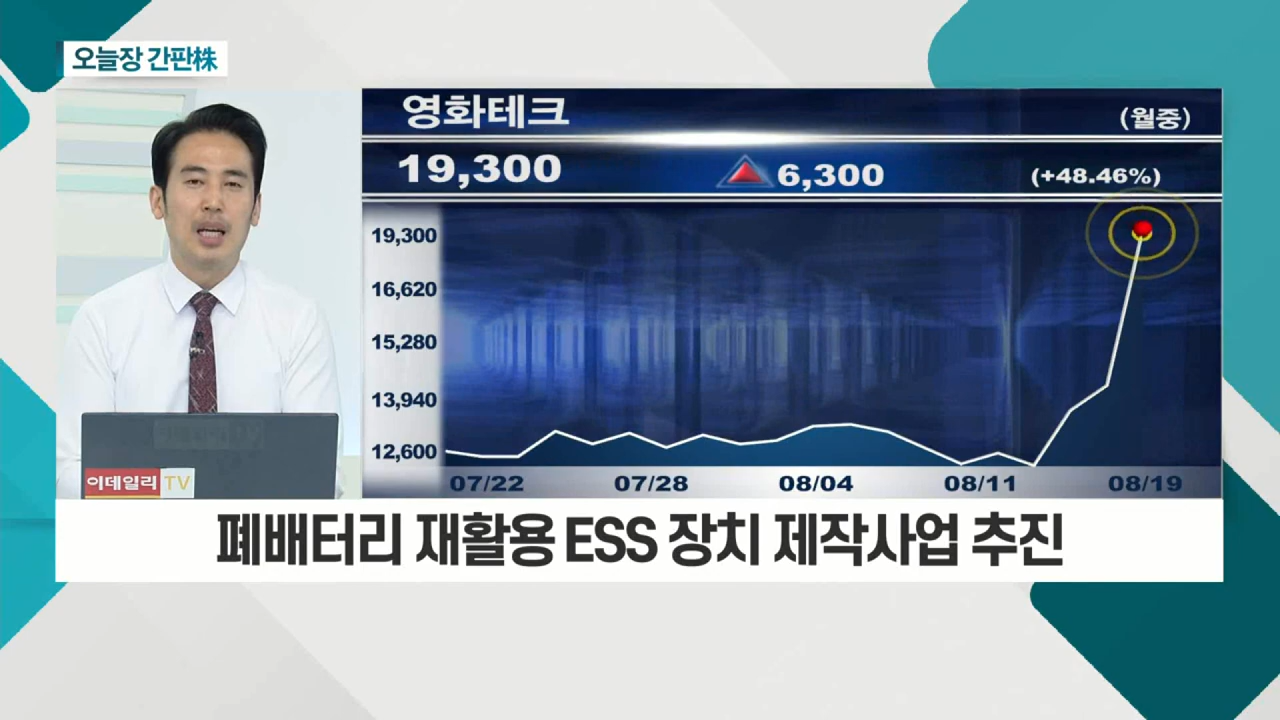 오늘장 간판株
영화테크
(월중)
19,300 ▲ 6,300 (+48.46%)
19,300
16,620
15,280
13,940
12,600
07/22 07/28 08/04 08/11 08/19
이데일리 TV
폐배터리 재활용 ESS 장치 제작사업 추진